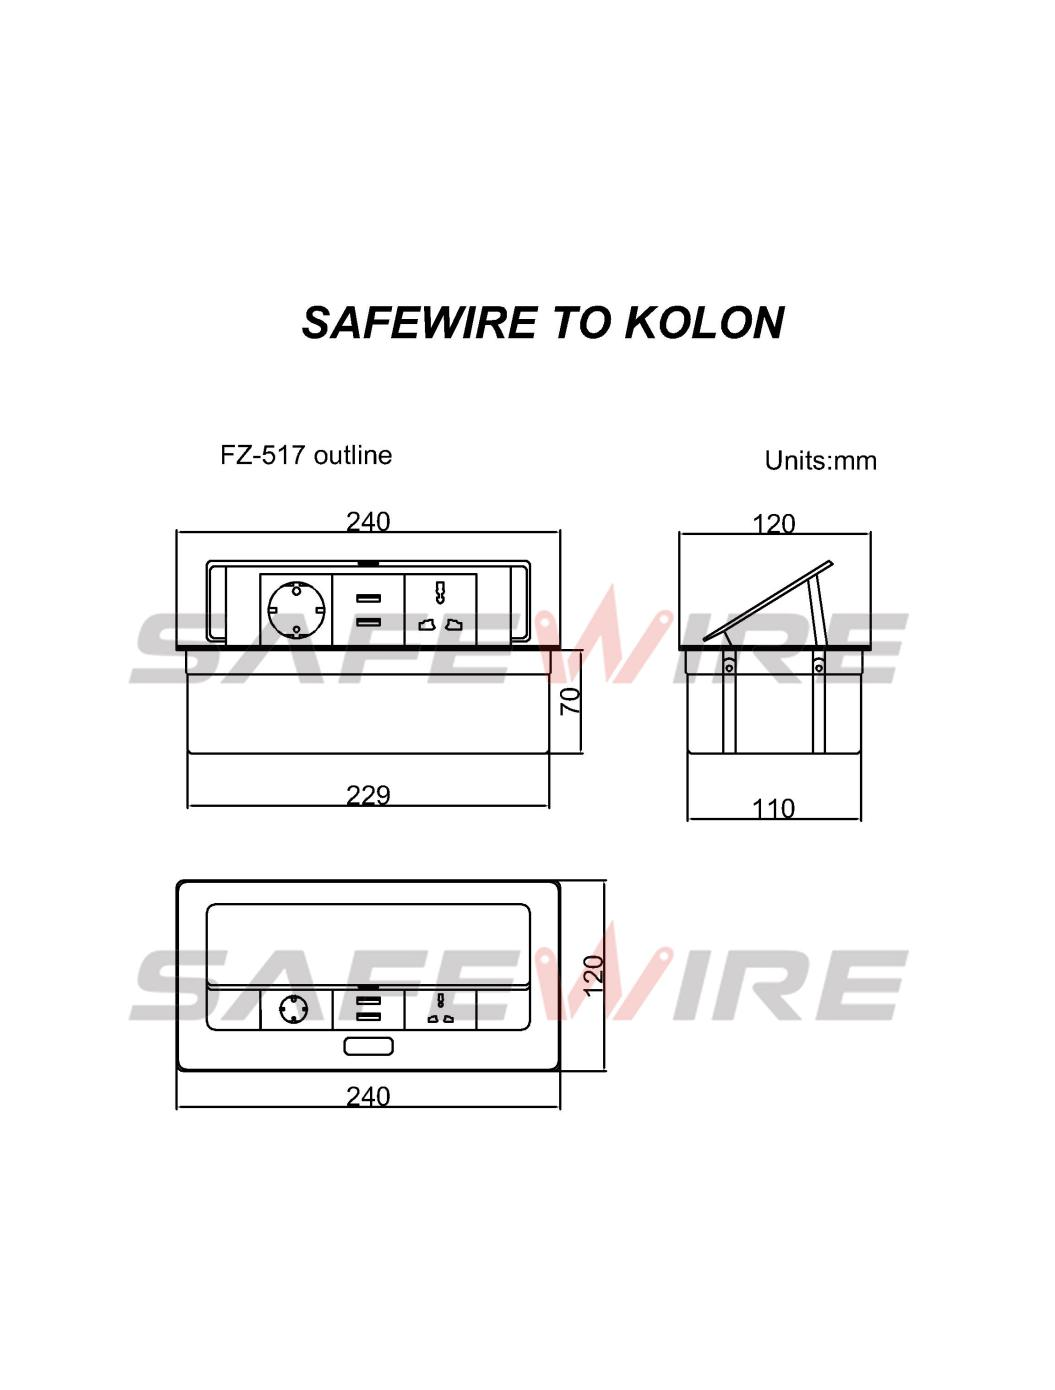 SAFEWIRE TO KOLON
FZ-517 outline
Units:mm
240
120
SAFEWIRE
70
229
110
SAFEWIRE
120
240